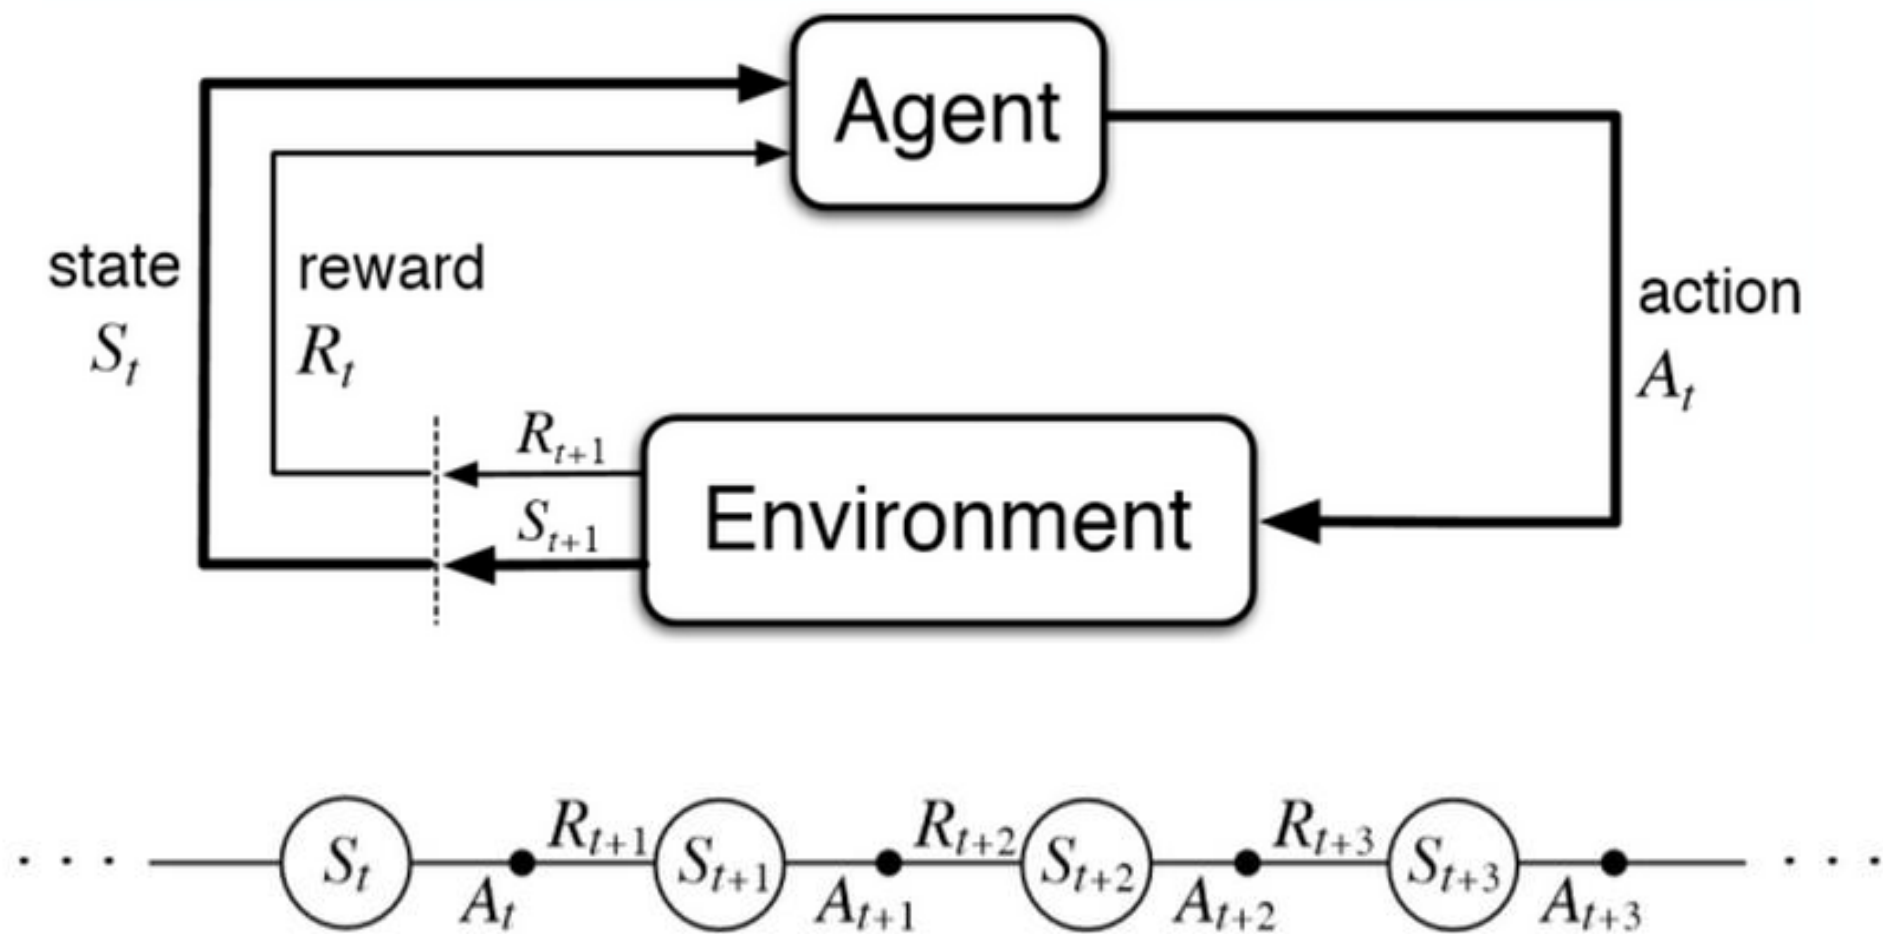 Agent
state
reward
action
S_t
R_t
A_t
R_{t+1}
S_{t+1}
Environment
R_{t+1} R_{t+2} R_{t+3}
. . . S_t S_{t+1} S_{t+2} S_{t+3} . . .
A_t A_{t+1} A_{t+2} A_{t+3}